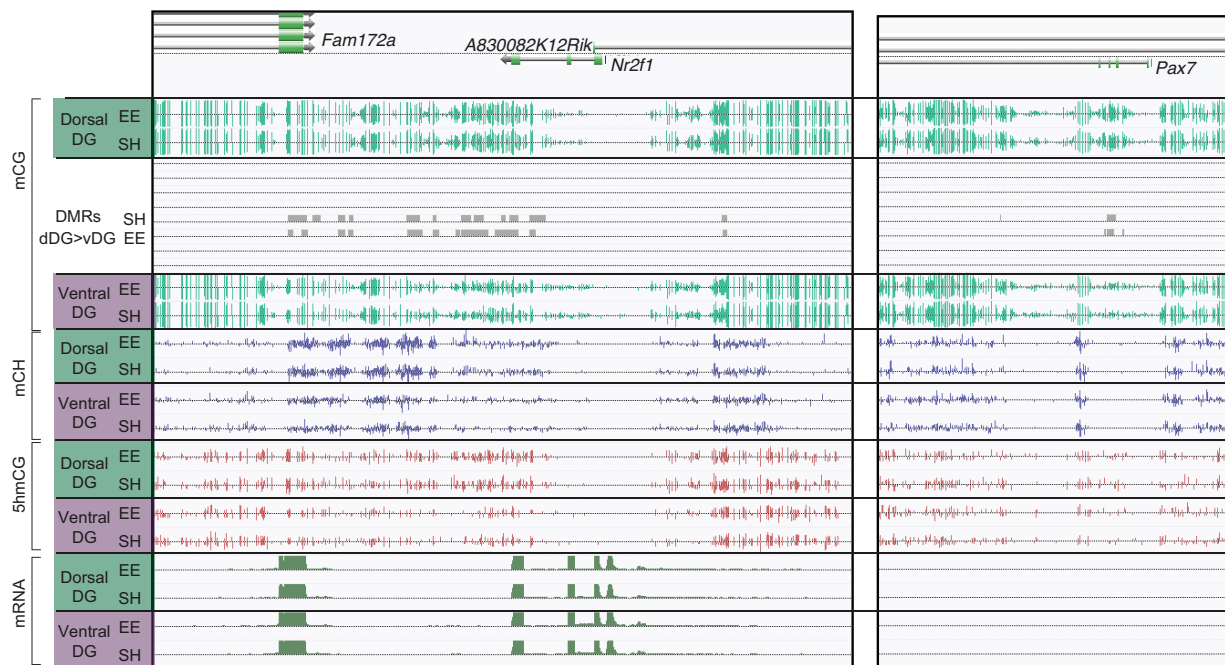 Fam172a
A830082K12Rik
Nr2f1
Pax7
mCG
Dorsal DG
EE
SH
DMRs SH
dDG>vDG EE
Ventral DG
EE
SH
mCH
Dorsal DG
EE
SH
Ventral DG
EE
SH
5hmCG
Dorsal DG
EE
SH
Ventral DG
EE
SH
mRNA
Dorsal DG
EE
SH
Ventral DG
EE
SH